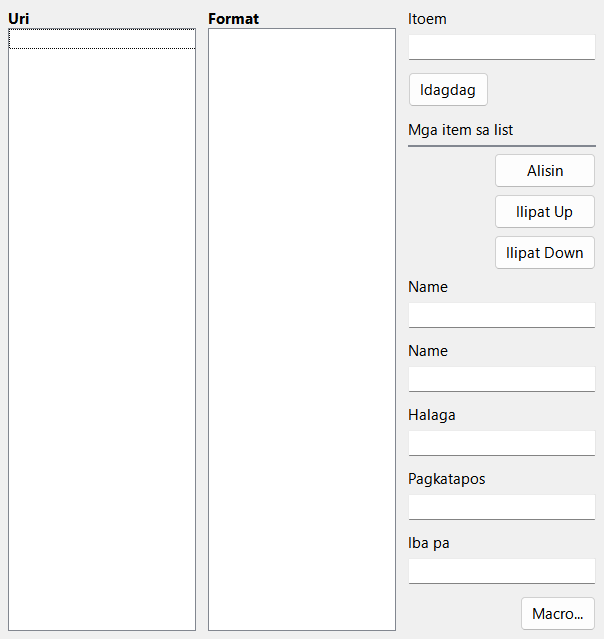 Uri
Format
Itoem
Idagdag
Mga item sa list
Alisin
Ilipat Up
Ilipat Down
Name
Name
Halaga
Pagkatapos
Iba pa
Macro...